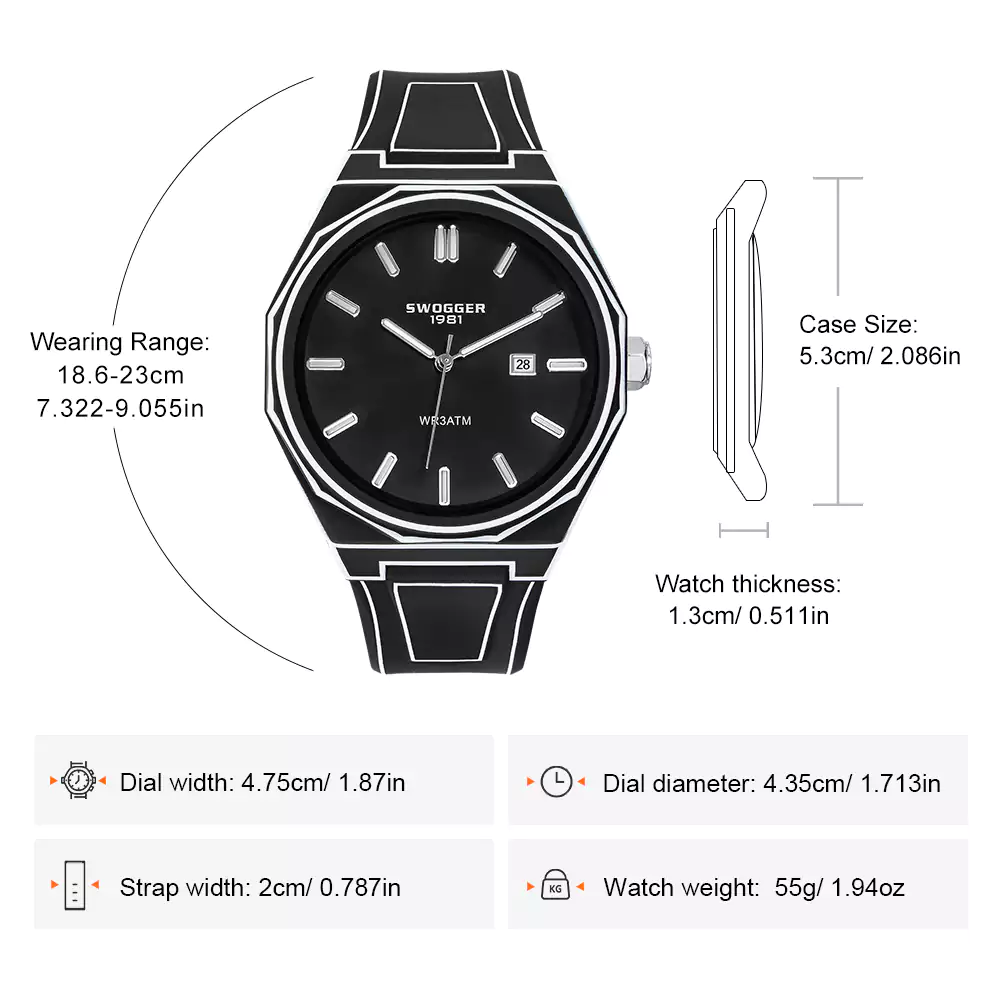 SWOGGER
1981
28
WR3ATM
Wearing Range:
18.6-23cm
7.322-9.055in
Case Size:
5.3cm/ 2.086in
Watch thickness:
1.3cm/ 0.511in
Dial width: 4.75cm/ 1.87in
Dial diameter: 4.35cm/ 1.713in
Strap width: 2cm/ 0.787in
KG
Watch weight:  55g/ 1.94oz